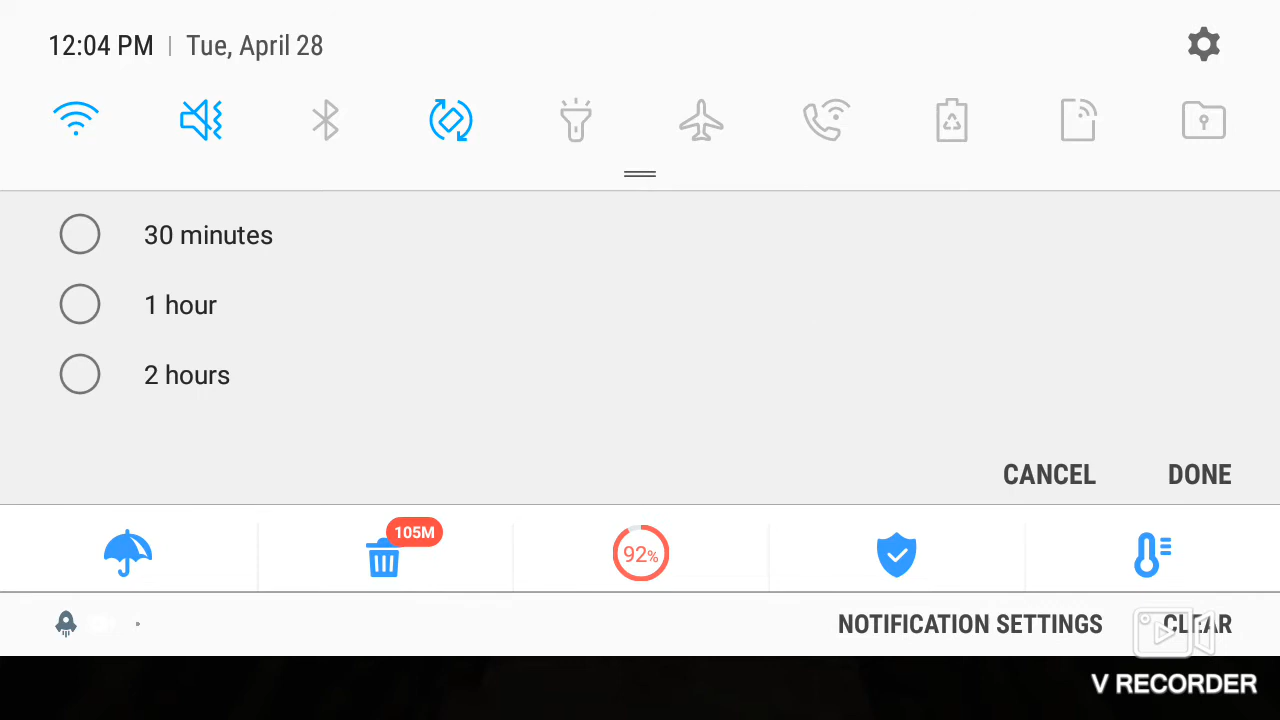 12:04 PM | Tue, April 28
30 minutes
1 hour
2 hours
CANCEL DONE
105M
92%
NOTIFICATION SETTINGS CLEAR
V RECORDER